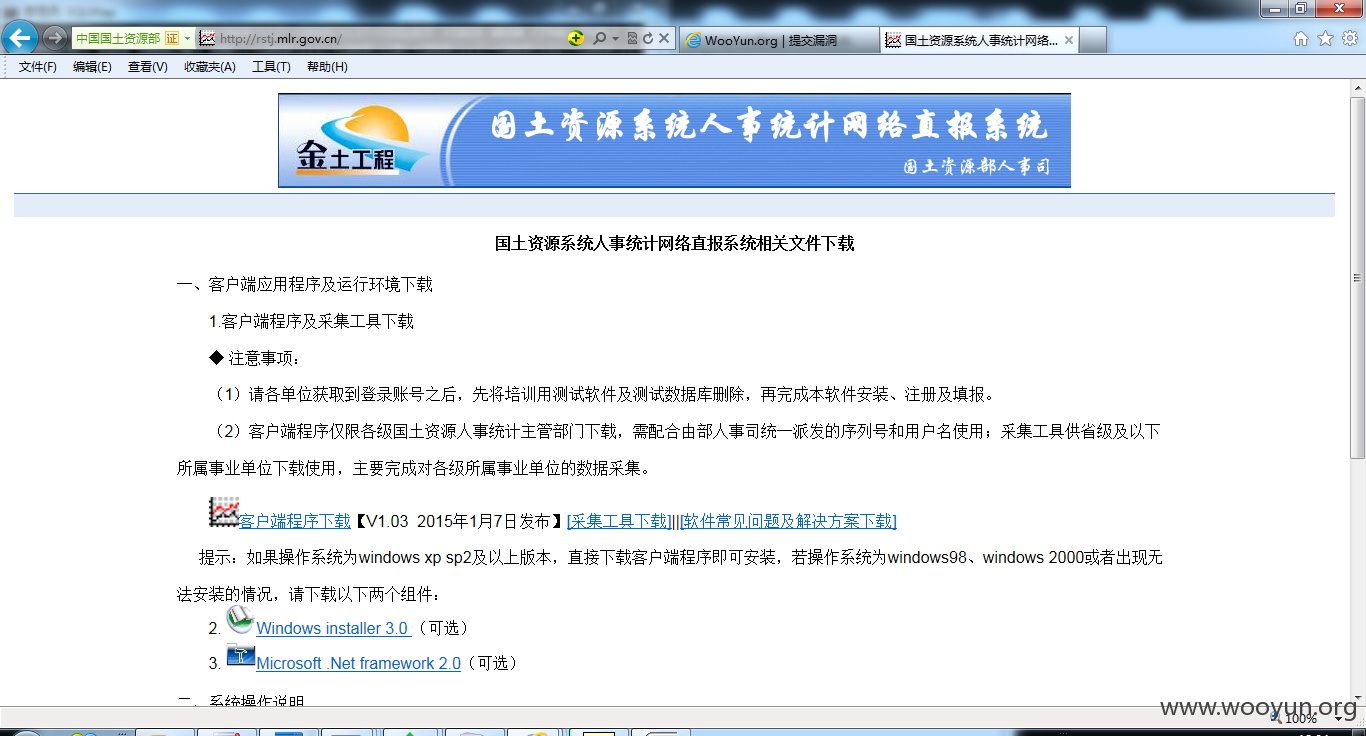 中国国土资源部 证 http://rstj.mlr.gov.cn/ WooYun.org | 提交漏洞 国土资源系统人事统计网络...
文件(F) 编辑(E) 查看(V) 收藏夹(A) 工具(T) 帮助(H)
金土工程
国土资源系统人事统计网络直报系统
国土资源部人事司
国土资源系统人事统计网络直报系统相关文件下载
一、客户端应用程序及运行环境下载
1.客户端程序及采集工具下载
◆ 注意事项：
（1）请各单位获取到登录账号之后，先将培训用测试软件及测试数据库删除，再完成本软件安装、注册及填报。
（2）客户端程序仅限各级国土资源人事统计主管部门下载，需配合由部人事司统一派发的序列号和用户名使用；采集工具供省级及以下
所属事业单位下载使用，主要完成对各级所属事业单位的数据采集。
客户端程序下载【V1.03 2015年1月7日发布】[采集工具下载]||[软件常见问题及解决方案下载]
提示：如果操作系统为windows xp sp2及以上版本，直接下载客户端程序即可安装，若操作系统为windows98、windows 2000或者出现无
法安装的情况，请下载以下两个组件：
2. Windows installer 3.0 （可选）
3. Microsoft .Net framework 2.0（可选）
二、系统操作说明
www.wooyun.org
100%